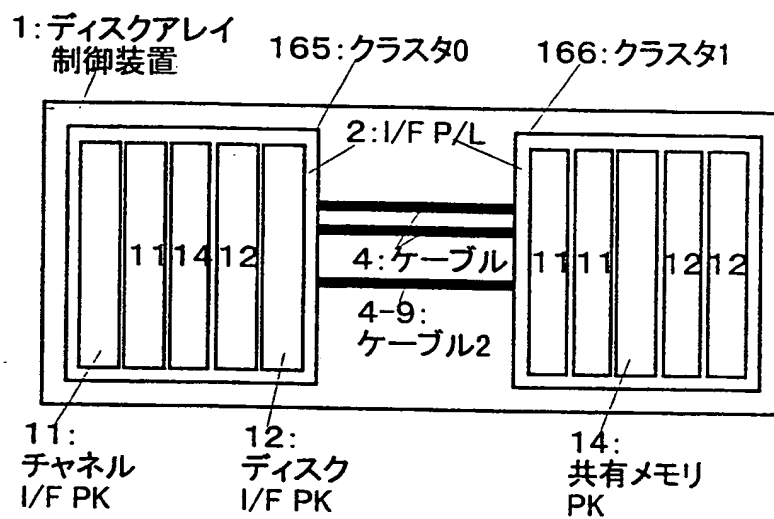 1:ディスクアレイ
制御装置
165:クラスタ0
166:クラスタ1
2:I/F P/L
11 14 12
4:ケーブル
11 11 12 12
4-9:
ケーブル2
11:
チャネル
I/F PK
12:
ディスク
I/F PK
14:
共有メモリ
PK